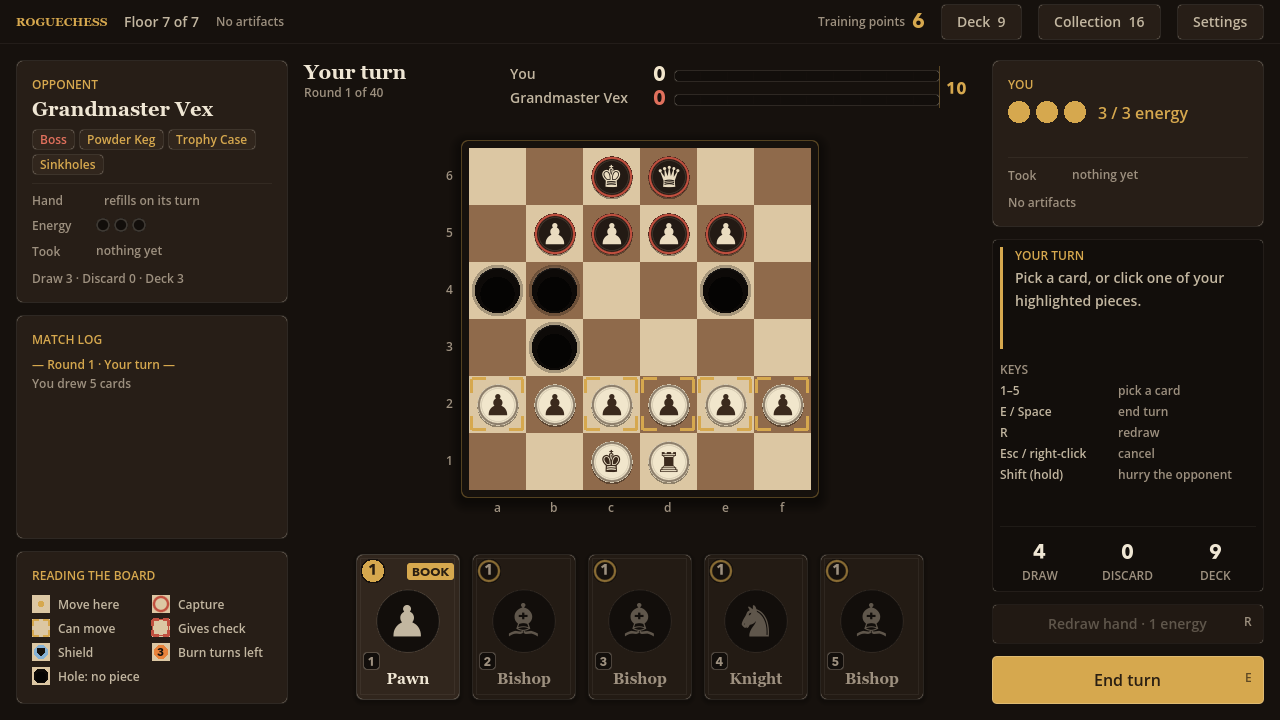 ROGUECHESS
Floor 7 of 7
No artifacts
Training points 6
Deck 9
Collection 16
Settings
OPPONENT
Grandmaster Vex
Boss
Powder Keg
Trophy Case
Sinkholes
Hand refills on its turn
Energy
Took nothing yet
Draw 3 · Discard 0 · Deck 3
MATCH LOG
— Round 1 · Your turn —
You drew 5 cards
READING THE BOARD
Move here
Capture
Can move
Gives check
Shield
3 Burn turns left
Hole: no piece
Your turn
Round 1 of 40
You 0
Grandmaster Vex 0
10
6
5
4
3
2
1
a b c d e f
1 BOOK
1 Pawn
1
2 Bishop
1
3 Bishop
1
4 Knight
1
5 Bishop
YOU
3 / 3 energy
Took nothing yet
No artifacts
YOUR TURN
Pick a card, or click one of your
highlighted pieces.
KEYS
1–5 pick a card
E / Space end turn
R redraw
Esc / right-click cancel
Shift (hold) hurry the opponent
4 0 9
DRAW DISCARD DECK
Redraw hand · 1 energy R
End turn E